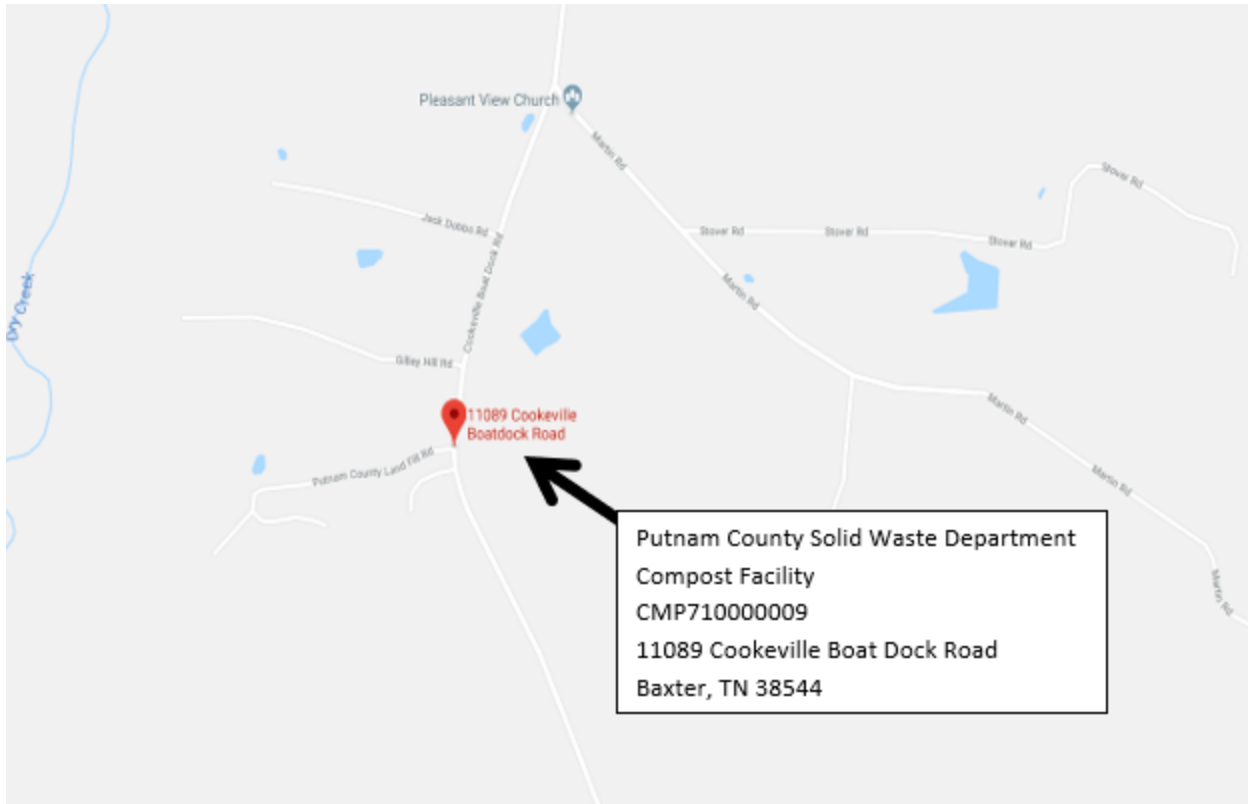 Pleasant View Church
Martin Rd
Stover Rd
Jack Dobbs Rd
Stover Rd
Stover Rd
Stover Rd
Cookeville Boat Dock Rd
Martin Rd
Dry Creek
Gilley Hill Rd
11089 Cookeville
Boatdock Road
Martin Rd
Putnam County Land Fill Rd
Martin Rd
Martin Rd
Putnam County Solid Waste Department
Compost Facility
CMP710000009
11089 Cookeville Boat Dock Road
Baxter, TN 38544